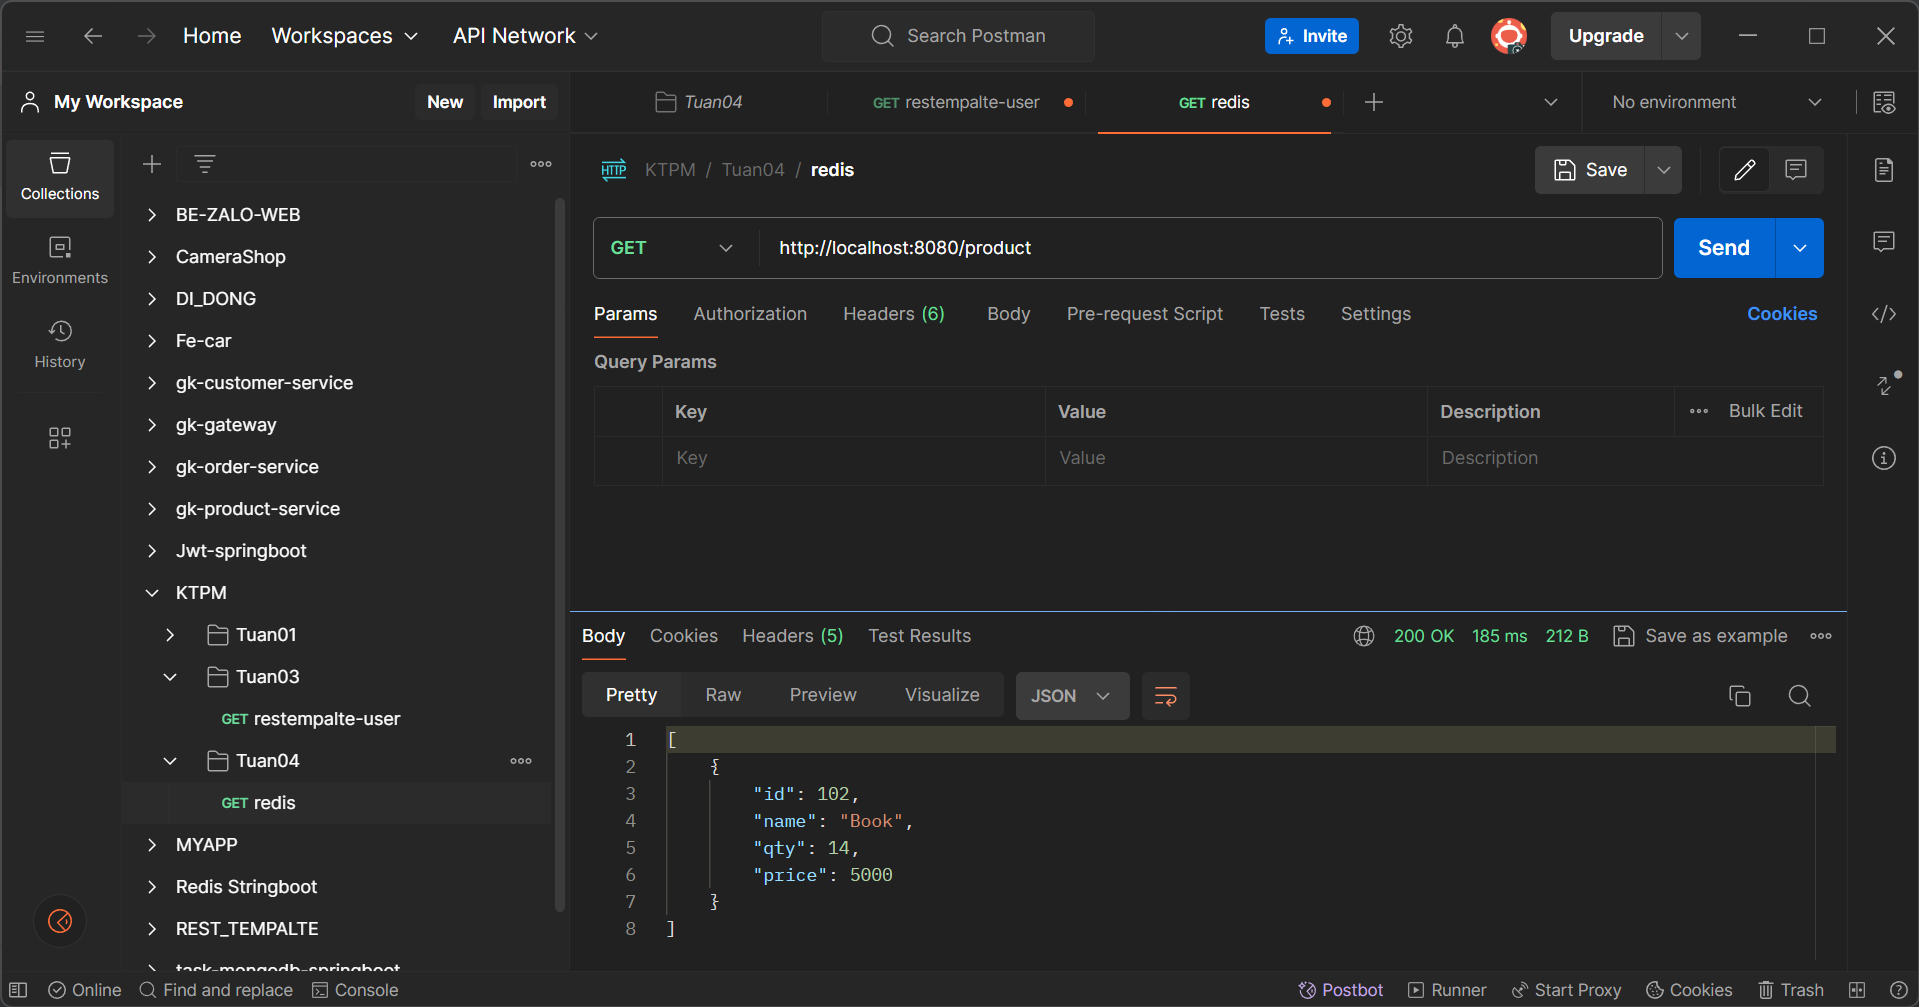 Home Workspaces API Network Search Postman Invite Upgrade
My Workspace New Import
Tuan04 GET restempalte-user GET redis No environment
Collections
Environments
History
BE-ZALO-WEB
CameraShop
DI_DONG
Fe-car
gk-customer-service
gk-gateway
gk-order-service
gk-product-service
Jwt-springboot
KTPM
Tuan01
Tuan03
GET restempalte-user
Tuan04
GET redis
MYAPP
Redis Stringboot
REST_TEMPALTE
task-mongodb-springboot
HTTP KTPM / Tuan04 / redis Save
GET http://localhost:8080/product Send
Params Authorization Headers (6) Body Pre-request Script Tests Settings Cookies
Query Params
Key Value Description Bulk Edit
Key Value Description
Body Cookies Headers (5) Test Results 200 OK 185 ms 212 B Save as example
Pretty Raw Preview Visualize JSON
1 [
2 {
3 "id": 102,
4 "name": "Book",
5 "qty": 14,
6 "price": 5000
7 }
8 ]
Online Find and replace Console Postbot Runner Start Proxy Cookies Trash